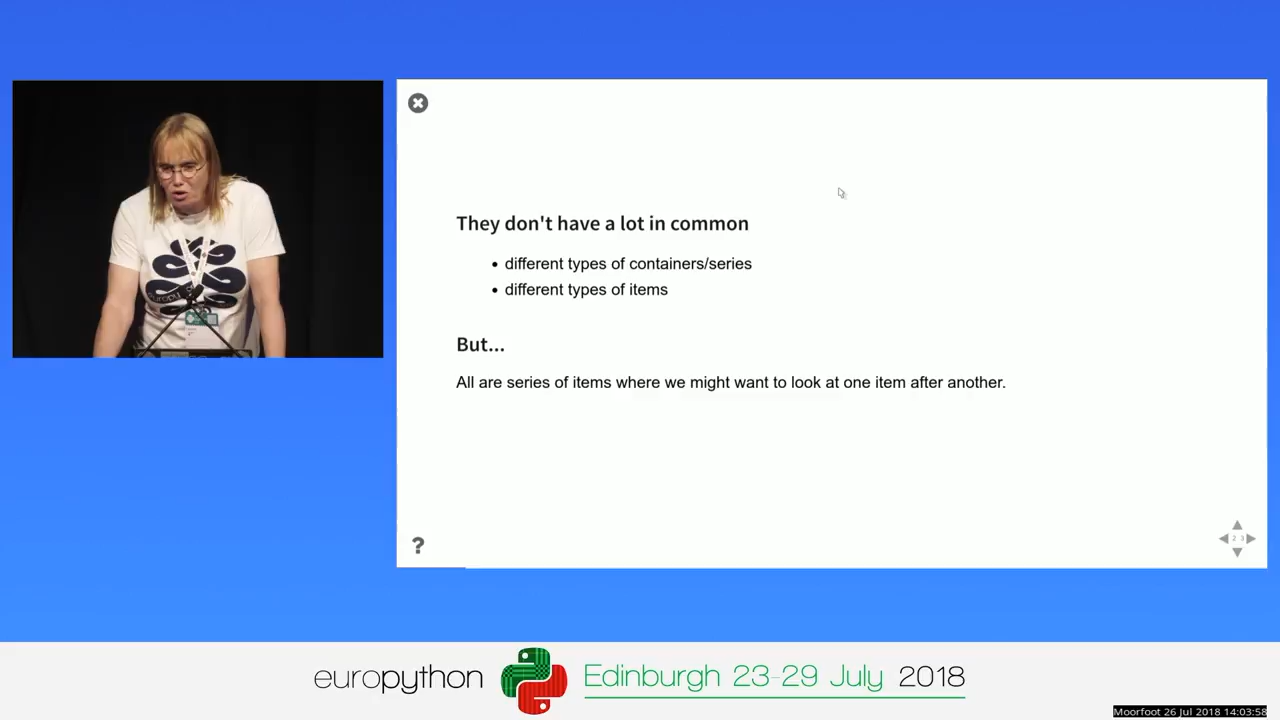 They don't have a lot in common
• different types of containers/series
• different types of items
But...
All are series of items where we might want to look at one item after another.
?
2 3
europython
Edinburgh 23-29 July 2018
Moorfoot 26 Jul 2018 14:03:58